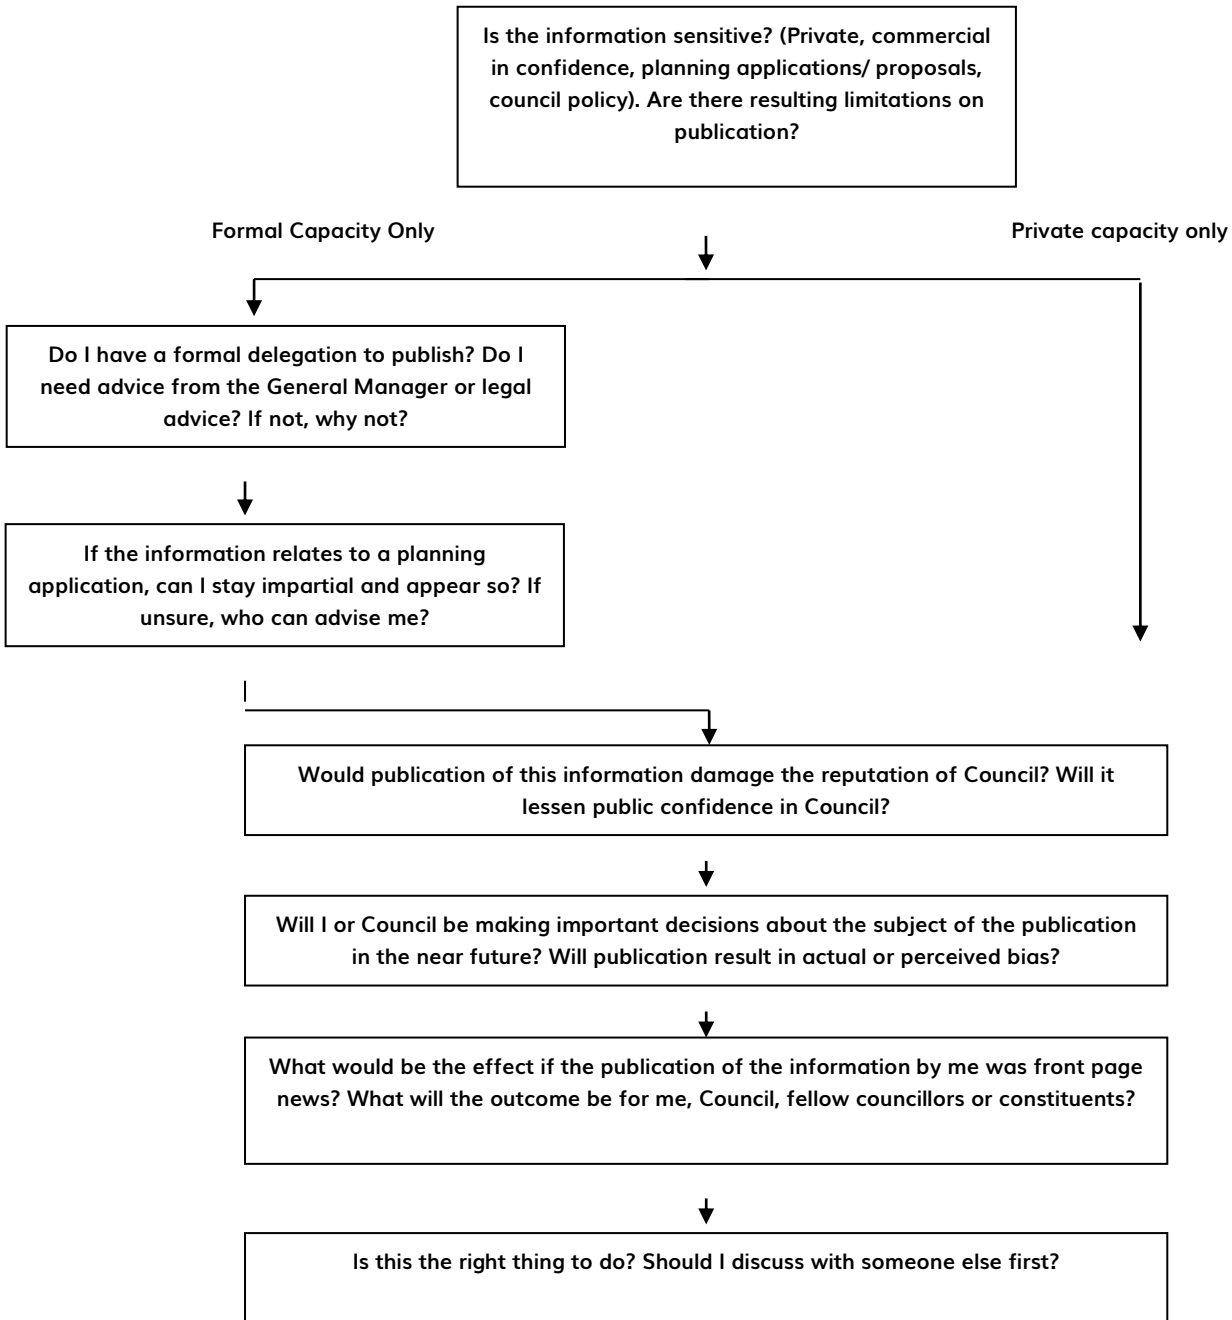 Is the information sensitive? (Private, commercial
in confidence, planning applications/ proposals,
council policy). Are there resulting limitations on
publication?
Formal Capacity Only
Private capacity only
Do I have a formal delegation to publish? Do I
need advice from the General Manager or legal
advice? If not, why not?
If the information relates to a planning
application, can I stay impartial and appear so? If
unsure, who can advise me?
Would publication of this information damage the reputation of Council? Will it
lessen public confidence in Council?
Will I or Council be making important decisions about the subject of the publication
in the near future? Will publication result in actual or perceived bias?
What would be the effect if the publication of the information by me was front page
news? What will the outcome be for me, Council, fellow councillors or constituents?
Is this the right thing to do? Should I discuss with someone else first?